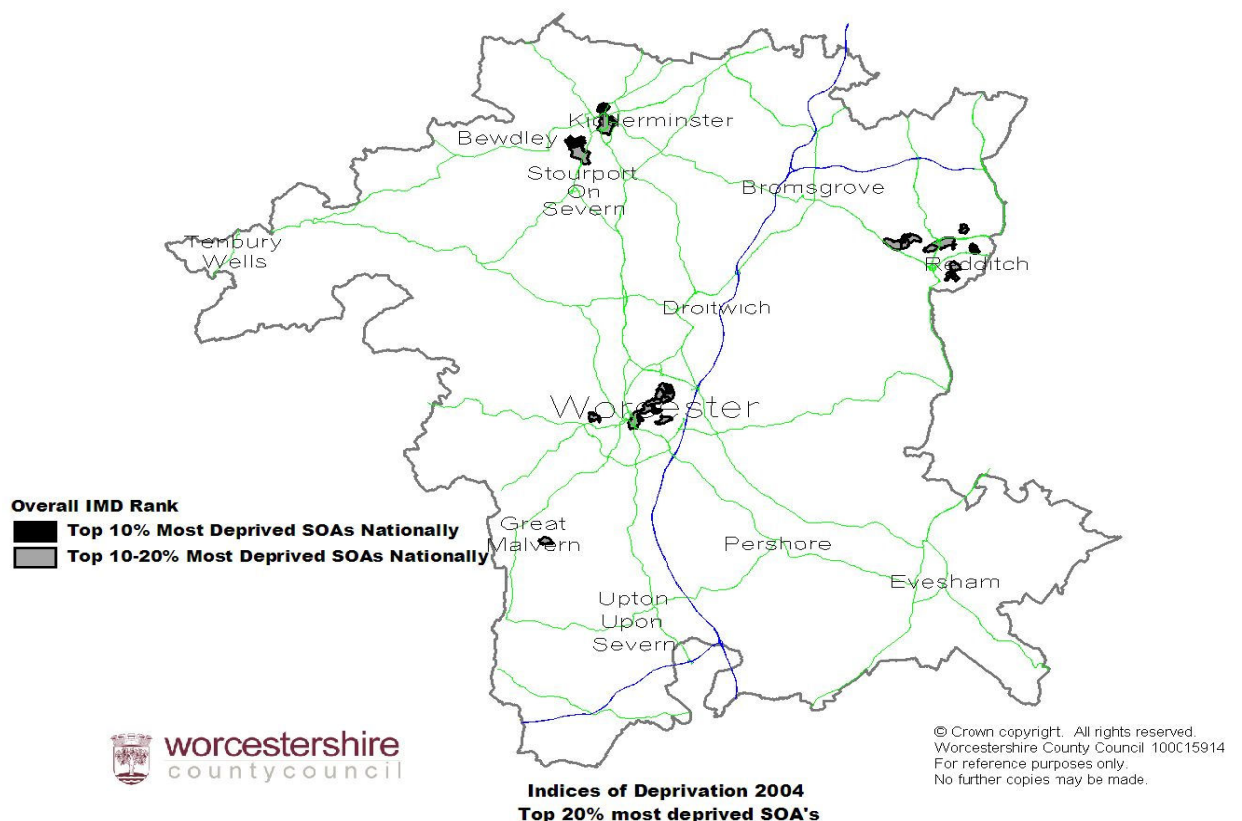 Kidderminster
Bewdley
Stourport
On
Severn
Bromsgrove
Tenbury
Wells
Redditch
Droitwich
Worcester
Overall IMD Rank
Top 10% Most Deprived SOAs Nationally
Top 10-20% Most Deprived SOAs Nationally
Great
Malvern
Pershore
Evesham
Upton
Upon
Severn
worcestershire
countycouncil
© Crown copyright. All rights reserved.
Worcestershire County Council 100C15914
For reference purposes only.
No further copies may be made.
Indices of Deprivation 2004
Top 20% most deprived SOA's